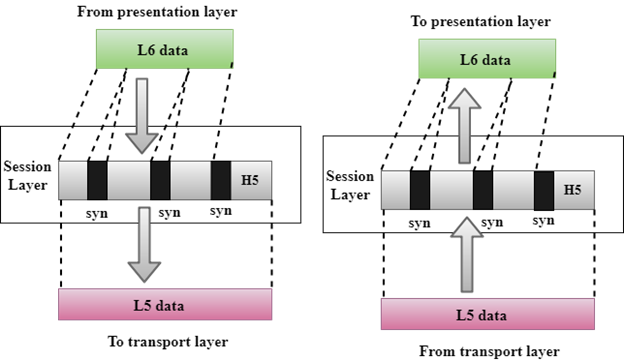 From presentation layer
L6 data
Session
Layer
H5
syn
syn
syn
L5 data
To transport layer
To presentation layer
L6 data
Session
Layer
H5
syn
syn
syn
L5 data
From transport layer